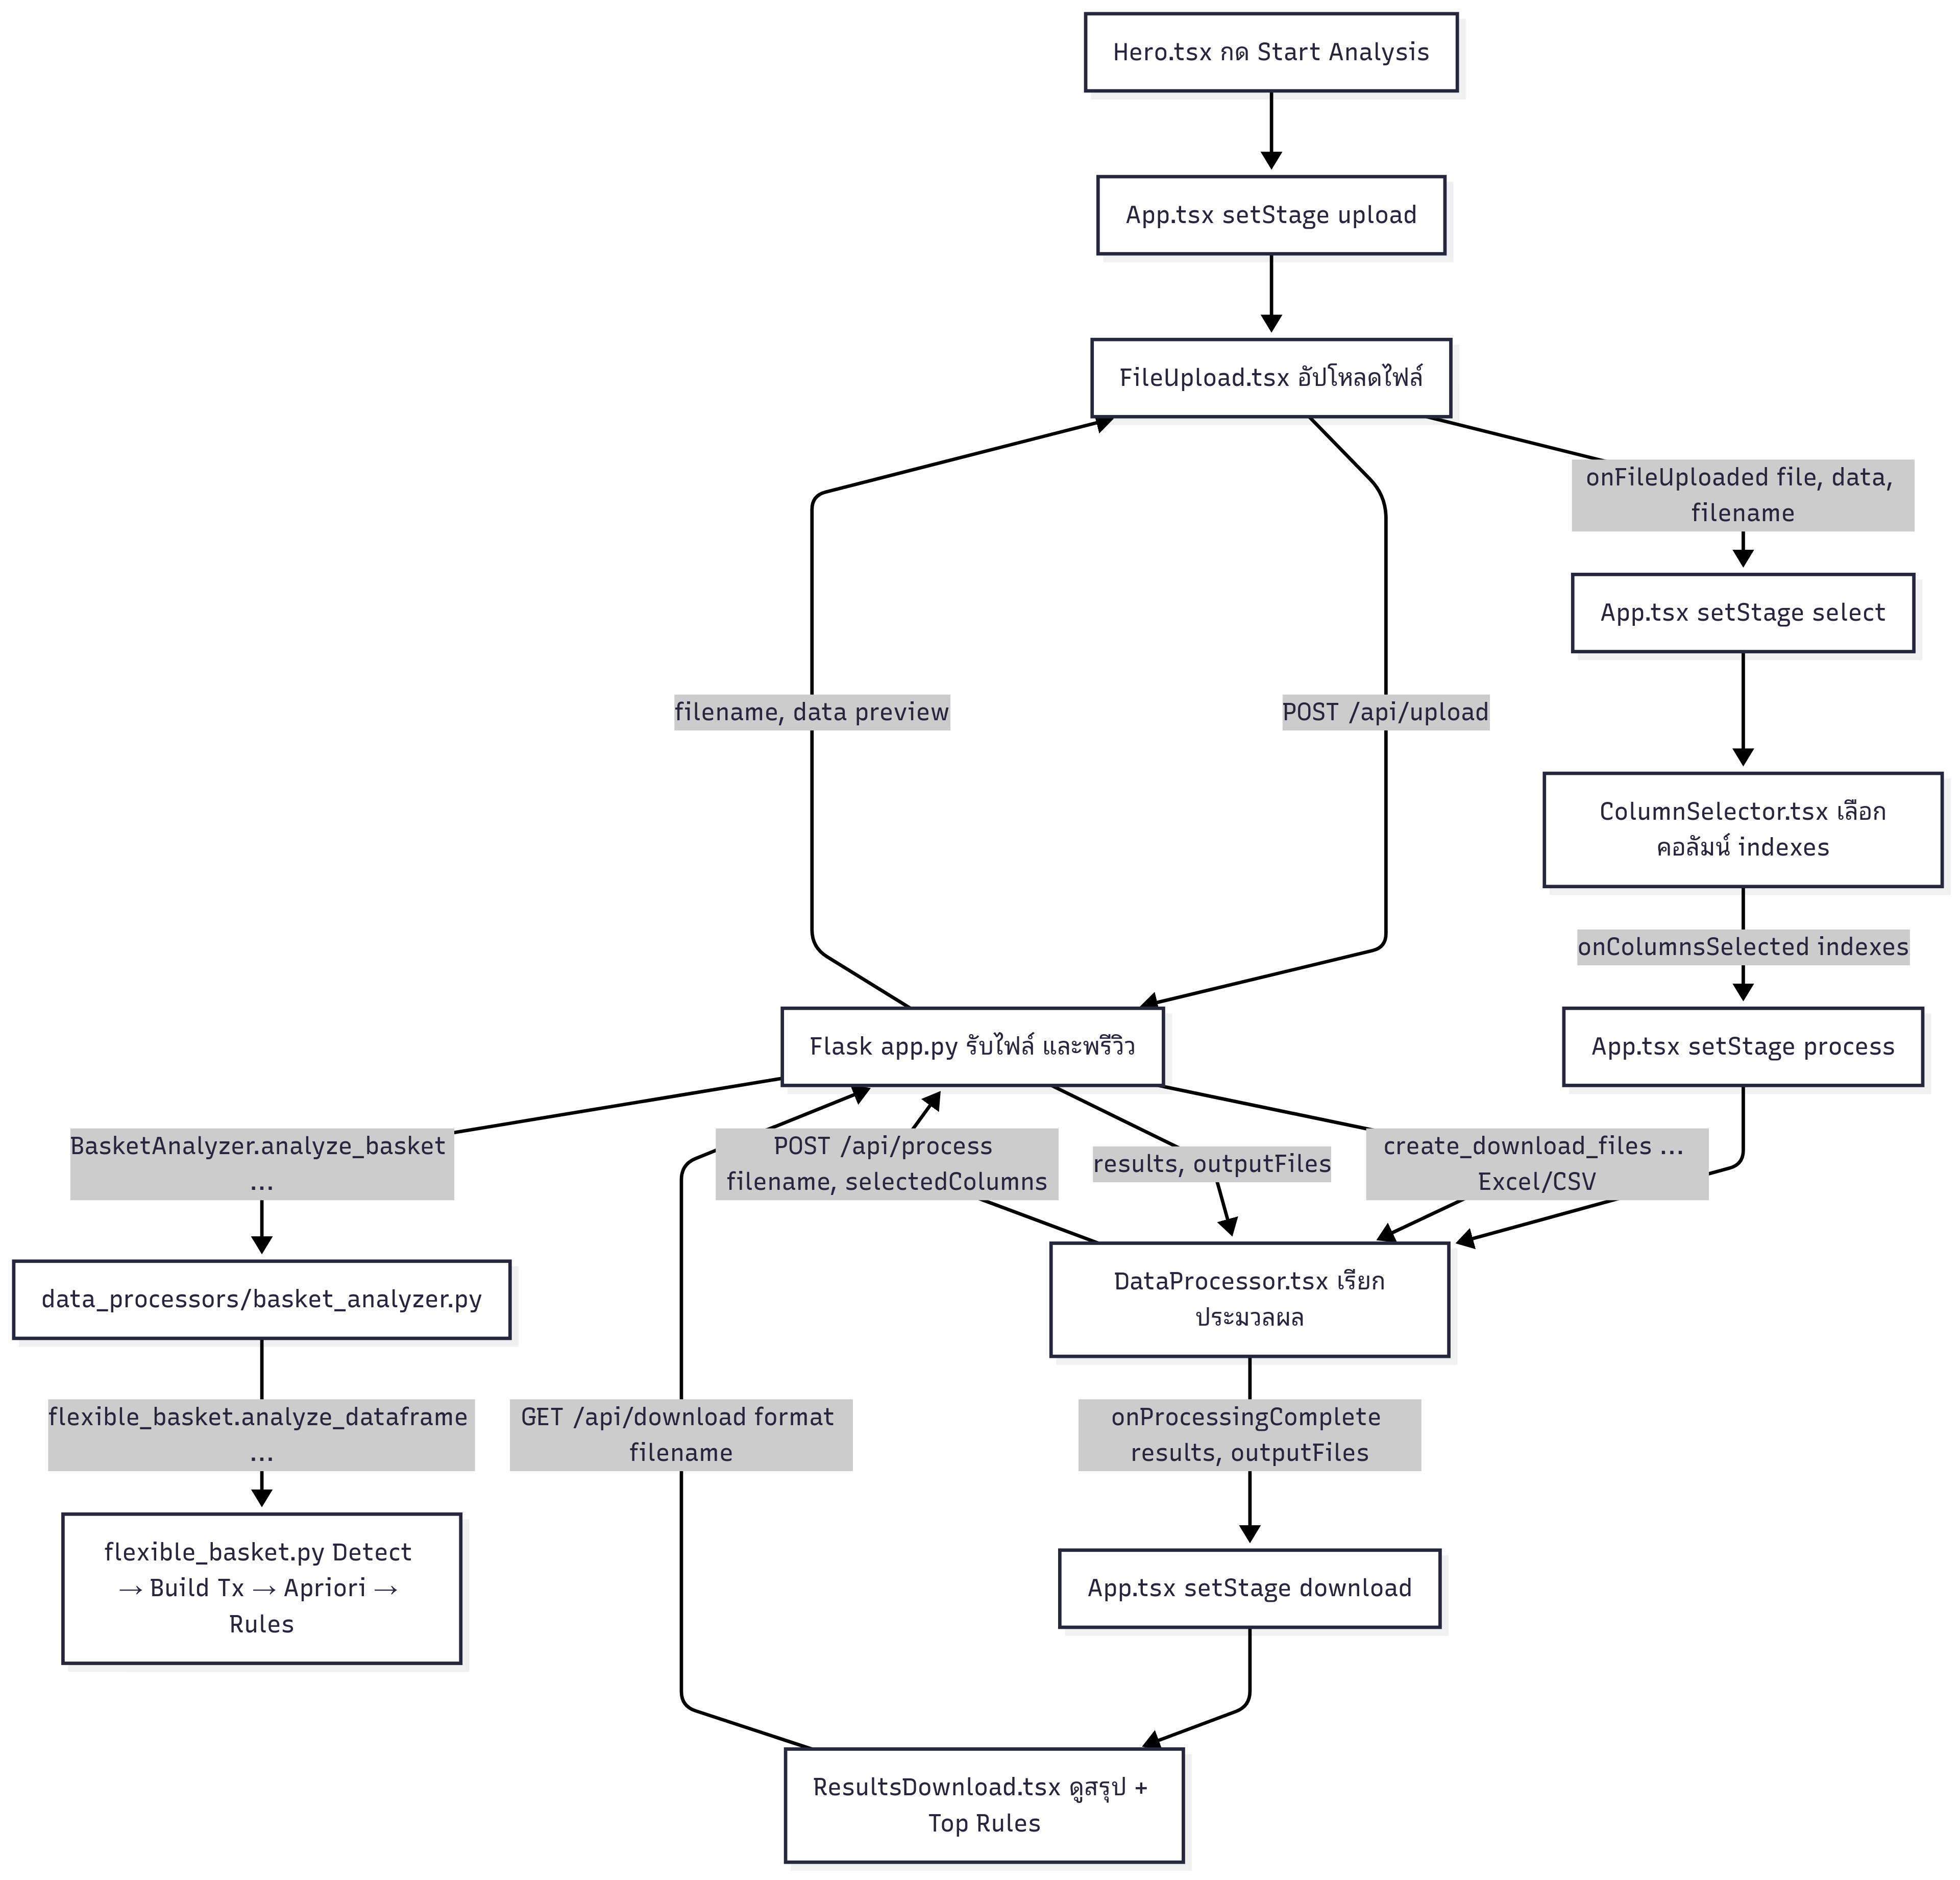 Hero.tsx กด Start Analysis
App.tsx setStage upload
FileUpload.tsx อัปโหลดไฟล์
onFileUploaded file, data,
filename
App.tsx setStage select
filename, data preview
POST /api/upload
ColumnSelector.tsx เลือก
คอลัมน์ indexes
onColumnsSelected indexes
Flask app.py รับไฟล์ และพรีวิว
App.tsx setStage process
BasketAnalyzer.analyze_basket
...
POST /api/process
filename, selectedColumns
results, outputFiles
create_download_files ...
Excel/CSV
data_processors/basket_analyzer.py
DataProcessor.tsx เรียก
ประมวลผล
flexible_basket.analyze_dataframe
...
GET /api/download format
filename
onProcessingComplete
results, outputFiles
flexible_basket.py Detect
→ Build Tx → Apriori →
Rules
App.tsx setStage download
ResultsDownload.tsx ดูสรุป +
Top Rules